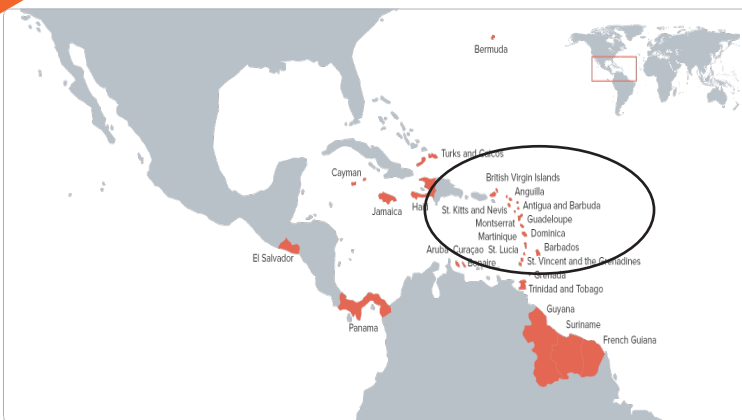 Bermuda
Turks and Caicos
Cayman
British Virgin Islands
Anguilla
Jamaica
Haiti
St. Kitts and Nevis
Antigua and Barbuda
Montserrat
Guadeloupe
Martinique
Dominica
Aruba
Curaçao
St. Lucia
Barbados
El Salvador
Bonaire
St. Vincent and the Grenadines
Grenada
Trinidad and Tobago
Guyana
Panama
Suriname
French Guiana